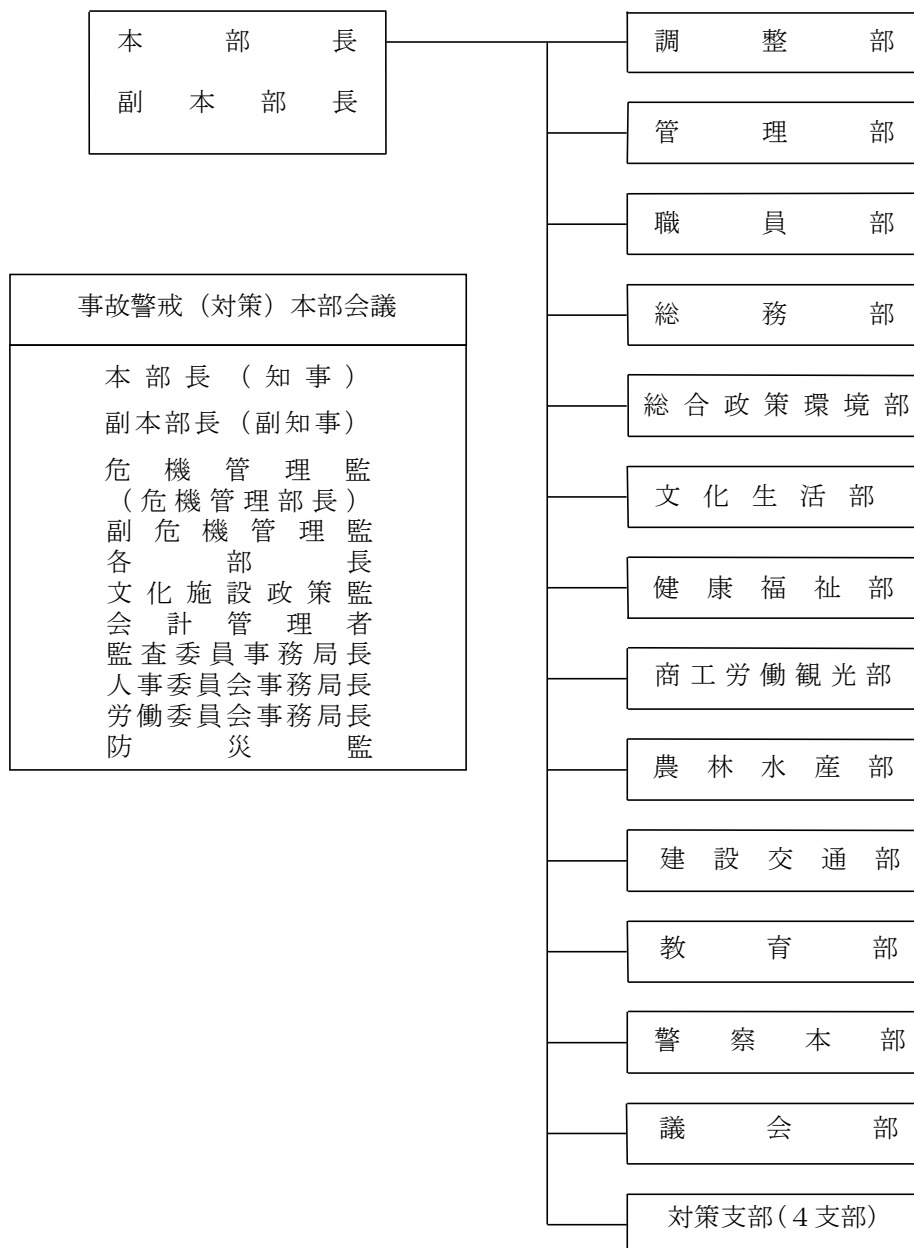 本部長
副本部長
事故警戒（対策）本部会議
本部長（知事）
副本部長（副知事）
危機管理監
（危機管理部長）
副危機管理監
各部長
文化施設政策監
会計管理者
監査委員事務局長
人事委員会事務局長
労働委員会事務局長
防災監
調整部
管理部
職員部
総務部
総合政策環境部
文化生活部
健康福祉部
商工労働観光部
農林水産部
建設交通部
教育部
警察本部
議会部
対策支部（４支部）